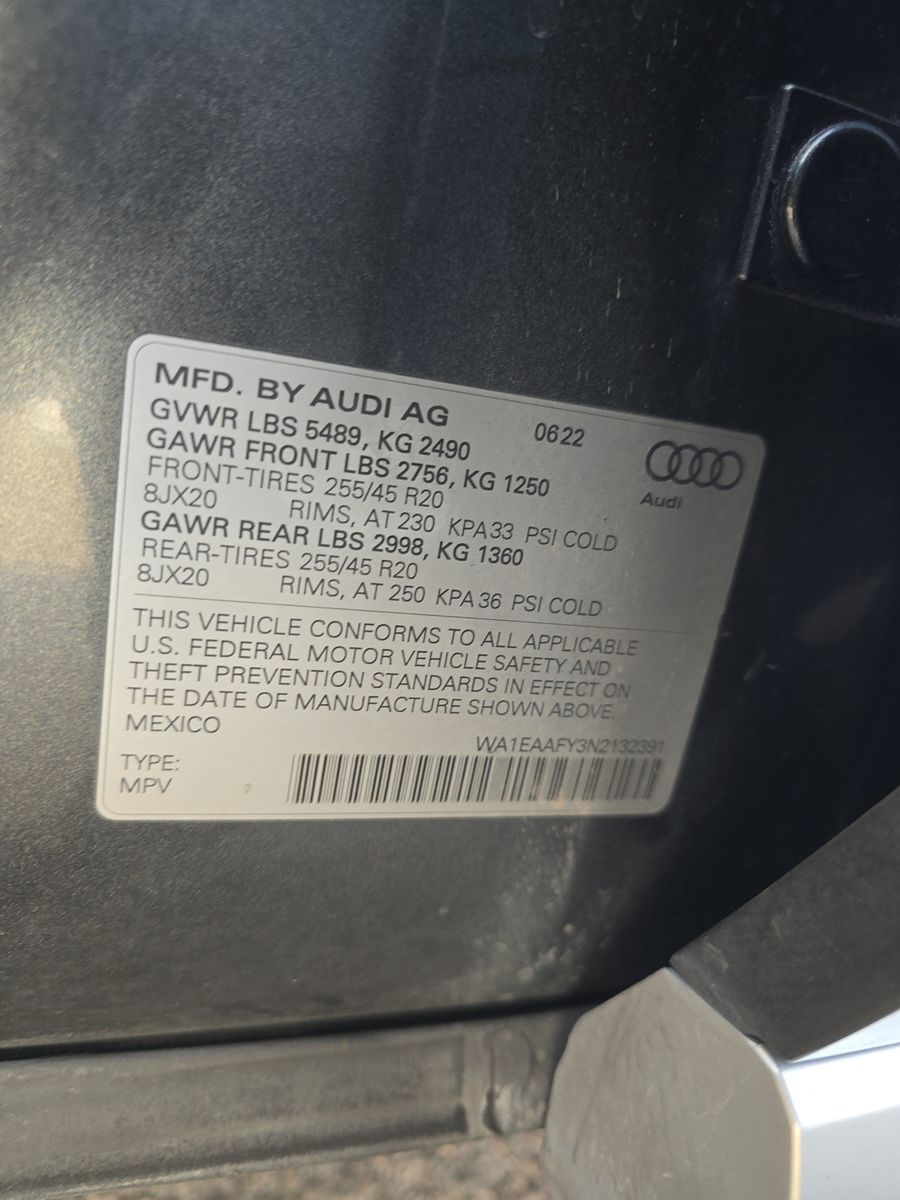 MFD. BY AUDI AG 0622
GVWR LBS 5489, KG 2490
GAWR FRONT LBS 2756, KG 1250
FRONT-TIRES 255/45 R20
8JX20 RIMS, AT 230 KPA 33 PSI COLD
GAWR REAR LBS 2998, KG 1360
REAR-TIRES 255/45 R20
8JX20 RIMS, AT 250 KPA 36 PSI COLD
Audi
THIS VEHICLE CONFORMS TO ALL APPLICABLE
U.S. FEDERAL MOTOR VEHICLE SAFETY AND
THEFT PREVENTION STANDARDS IN EFFECT ON
THE DATE OF MANUFACTURE SHOWN ABOVE.
MEXICO
WA1EAAFY3N2132391
TYPE:
MPV